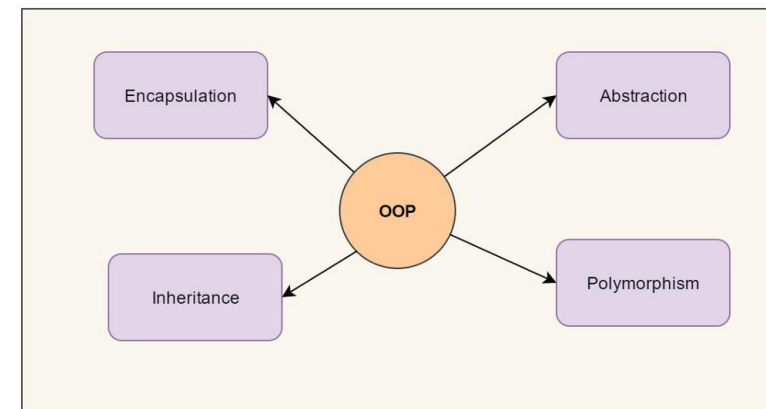 Encapsulation
Abstraction
OOP
Inheritance
Polymorphism